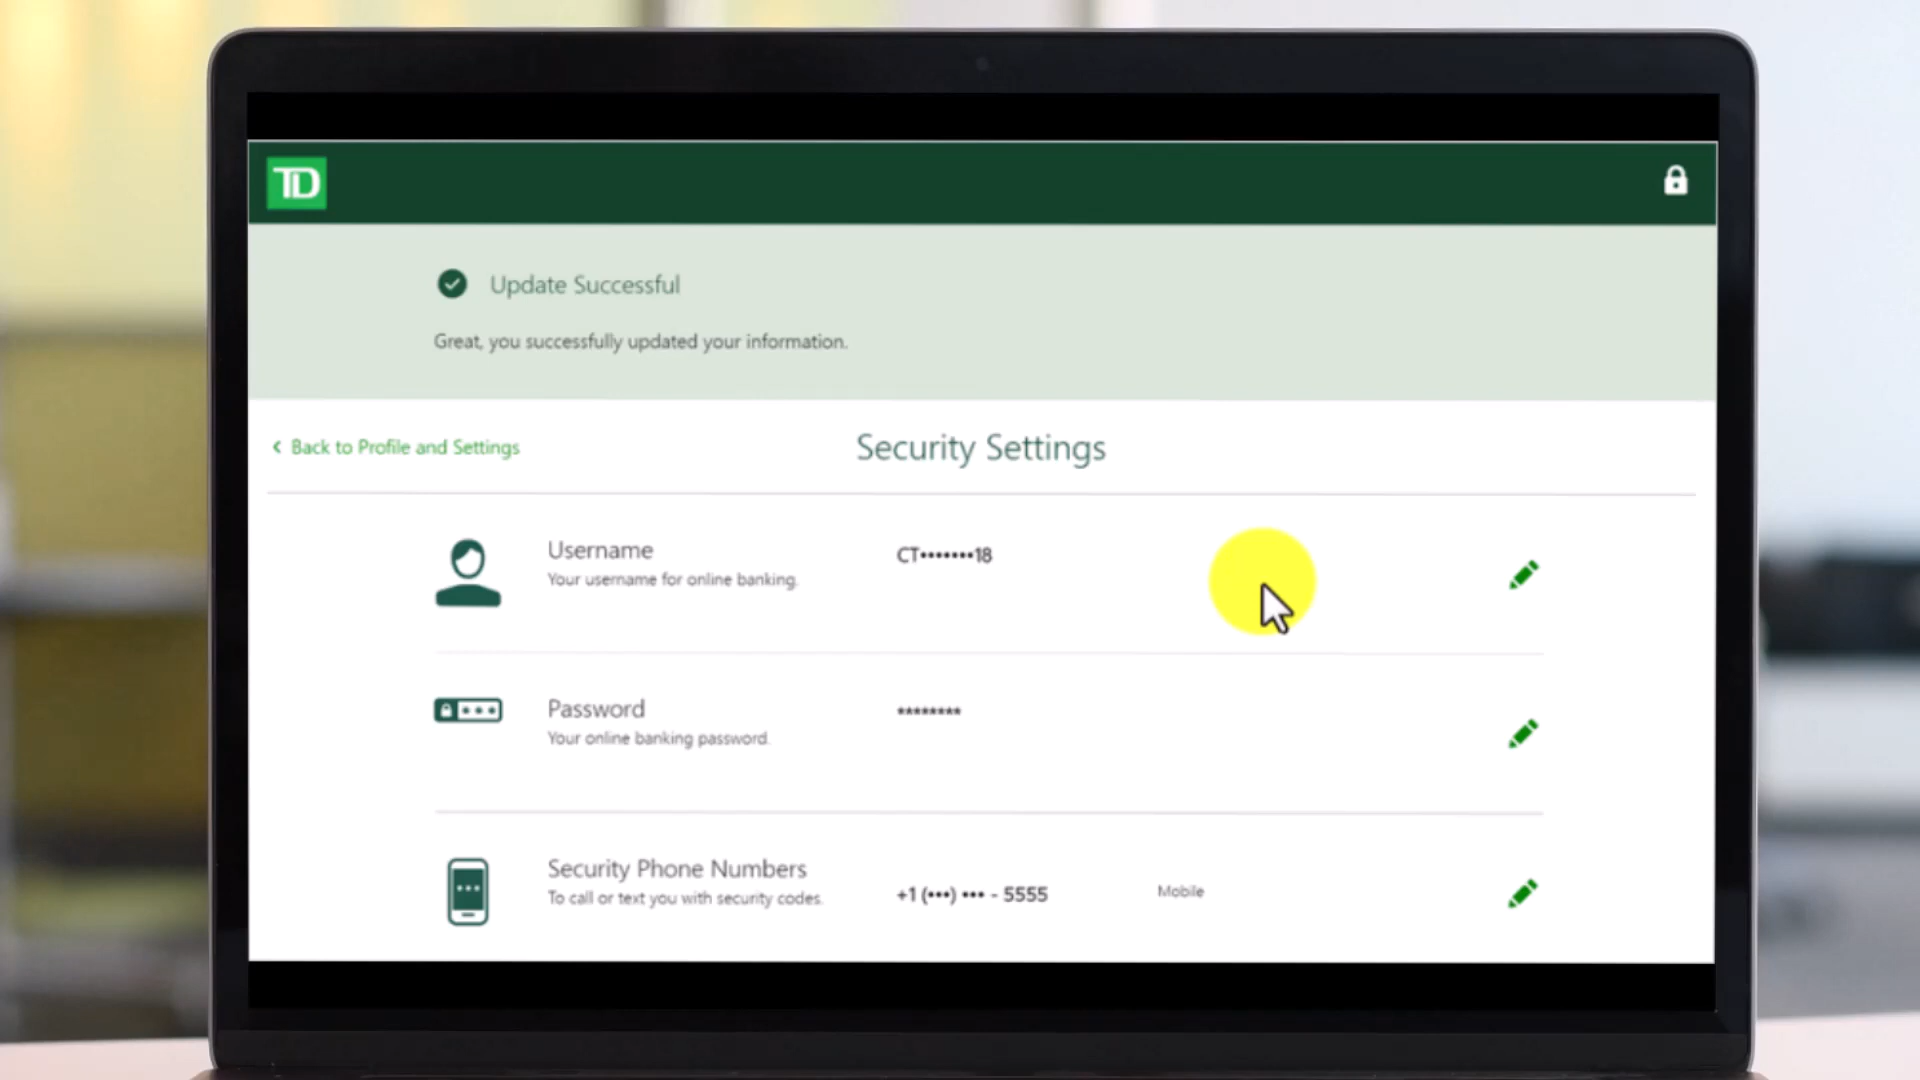 TD
Update Successful
Great, you successfully updated your information.
Back to Profile and Settings
Security Settings
Username
Your username for online banking.
CT•••••••18
Password
Your online banking password.
********
Security Phone Numbers
To call or text you with security codes.
+1 (•••) ••• - 5555
Mobile